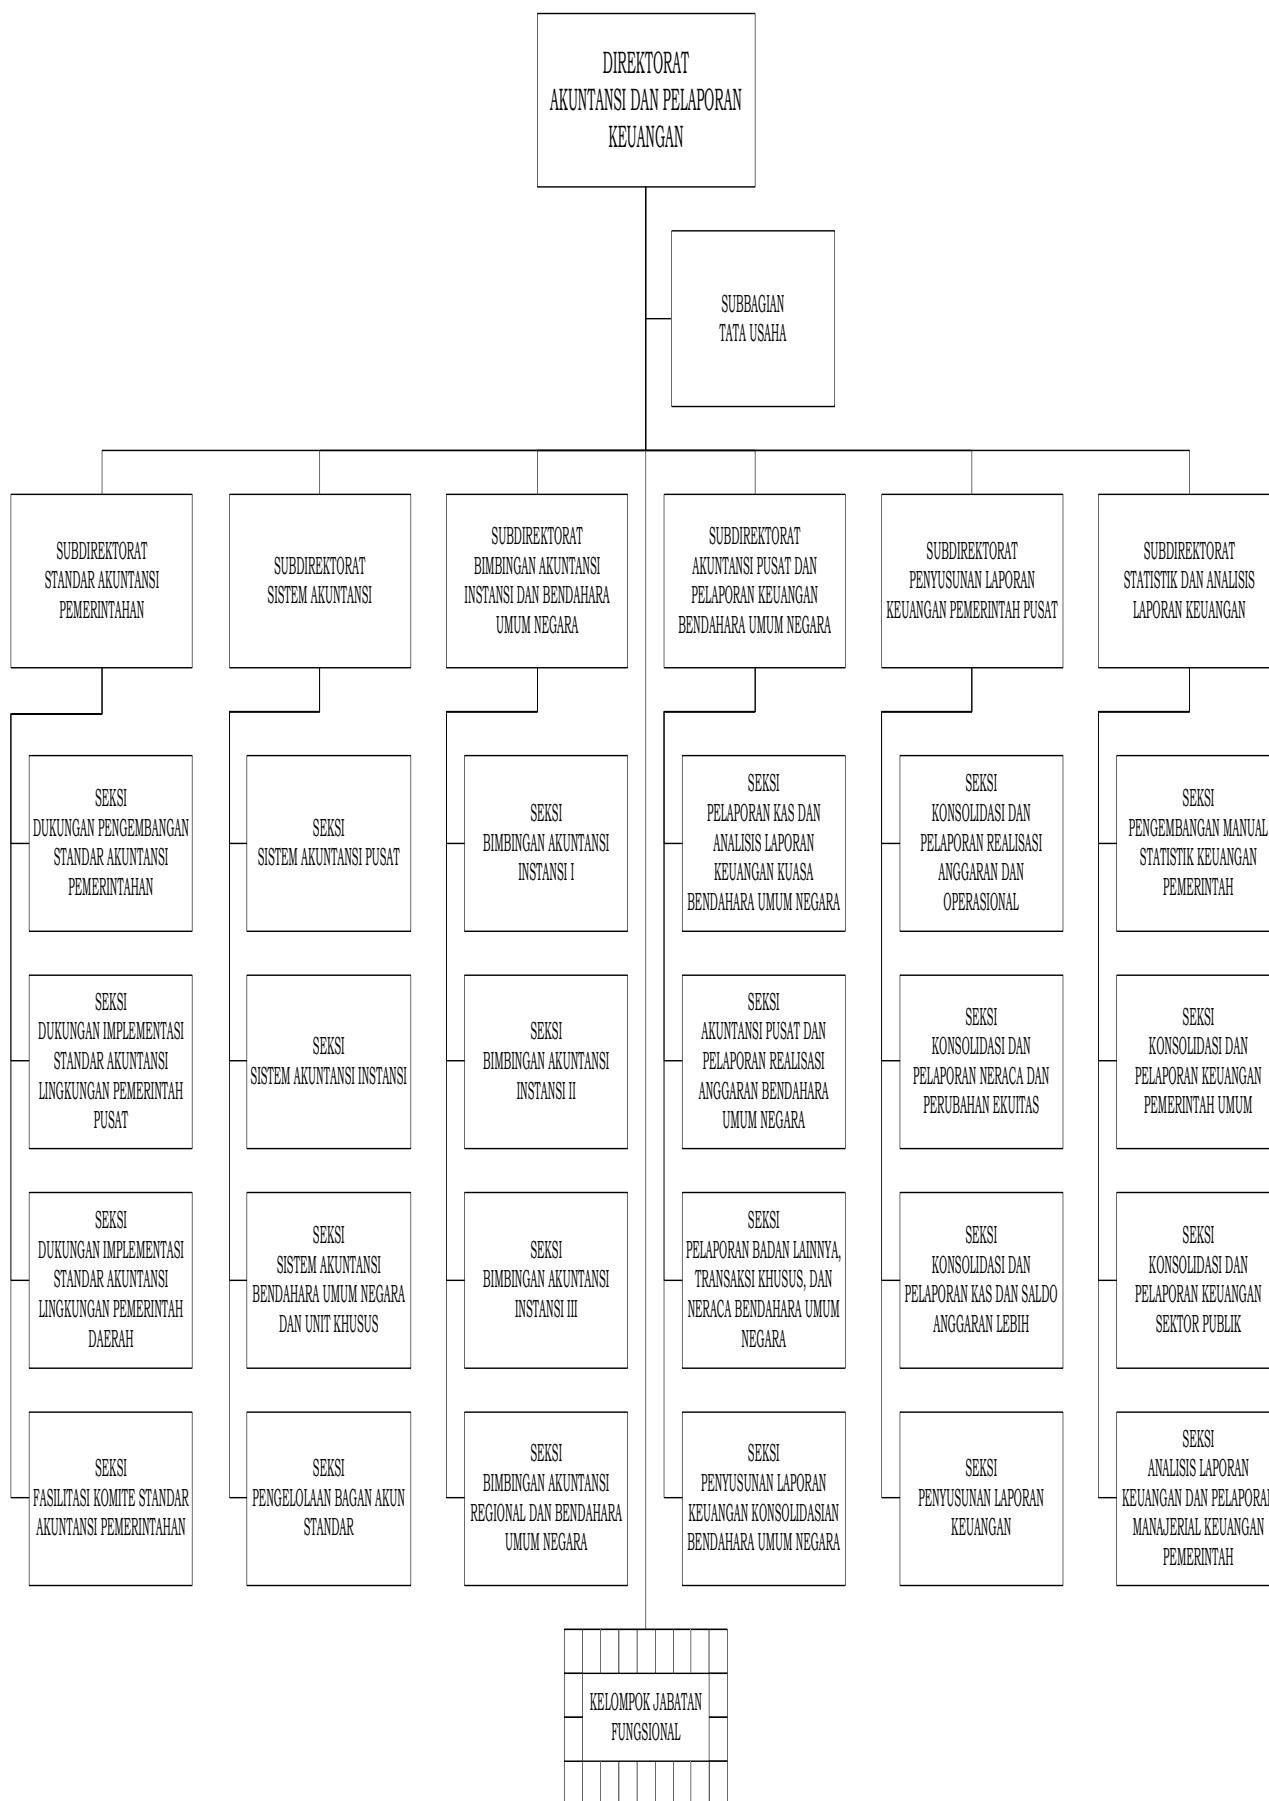 DIREKTORAT
AKUNTANSI DAN PELAPORAN
KEUANGAN
SUBBAGIAN
TATA USAHA
SUBDIREKTORAT
STANDAR AKUNTANSI
PEMERINTAHAN
SUBDIREKTORAT
SISTEM AKUNTANSI
SUBDIREKTORAT
BIMBINGAN AKUNTANSI
INSTANSI DAN BENDAHARA
UMUM NEGARA
SUBDIREKTORAT
AKUNTANSI PUSAT DAN
PELAPORAN KEUANGAN
BENDAHARA UMUM NEGARA
SUBDIREKTORAT
PENYUSUNAN LAPORAN
KEUANGAN PEMERINTAH PUSAT
SUBDIREKTORAT
STATISTIK DAN ANALISIS
LAPORAN KEUANGAN
SEKSI
DUKUNGAN PENGEMBANGAN
STANDAR AKUNTANSI
PEMERINTAHAN
SEKSI
SISTEM AKUNTANSI PUSAT
SEKSI
BIMBINGAN AKUNTANSI
INSTANSI I
SEKSI
PELAPORAN KAS DAN
ANALISIS LAPORAN
KEUANGAN KUASA
BENDAHARA UMUM NEGARA
SEKSI
KONSOLIDASI DAN
PELAPORAN REALISASI
ANGGARAN DAN
OPERASIONAL
SEKSI
PENGEMBANGAN MANUAL
STATISTIK KEUANGAN
PEMERINTAH
SEKSI
DUKUNGAN IMPLEMENTASI
STANDAR AKUNTANSI
LINGKUNGAN PEMERINTAH
PUSAT
SEKSI
SISTEM AKUNTANSI INSTANSI
SEKSI
BIMBINGAN AKUNTANSI
INSTANSI II
SEKSI
AKUNTANSI PUSAT DAN
PELAPORAN REALISASI
ANGGARAN BENDAHARA
UMUM NEGARA
SEKSI
KONSOLIDASI DAN
PELAPORAN NERACA DAN
PERUBAHAN EKUITAS
SEKSI
KONSOLIDASI DAN
PELAPORAN KEUANGAN
PEMERINTAH UMUM
SEKSI
DUKUNGAN IMPLEMENTASI
STANDAR AKUNTANSI
LINGKUNGAN PEMERINTAH
DAERAH
SEKSI
SISTEM AKUNTANSI
BENDAHARA UMUM NEGARA
DAN UNIT KHUSUS
SEKSI
BIMBINGAN AKUNTANSI
INSTANSI III
SEKSI
PELAPORAN BADAN LAINNYA,
TRANSAKSI KHUSUS, DAN
NERACA BENDAHARA UMUM
NEGARA
SEKSI
KONSOLIDASI DAN
PELAPORAN KAS DAN SALDO
ANGGARAN LEBIH
SEKSI
KONSOLIDASI DAN
PELAPORAN KEUANGAN
SEKTOR PUBLIK
SEKSI
FASILITASI KOMITE STANDAR
AKUNTANSI PEMERINTAHAN
SEKSI
PENGELOLAAN BAGAN AKUN
STANDAR
SEKSI
BIMBINGAN AKUNTANSI
REGIONAL DAN BENDAHARA
UMUM NEGARA
SEKSI
PENYUSUNAN LAPORAN
KEUANGAN KONSOLIDASIAN
BENDAHARA UMUM NEGARA
SEKSI
PENYUSUNAN LAPORAN
KEUANGAN
SEKSI
ANALISIS LAPORAN
KEUANGAN DAN PELAPORAN
MANAJERIAL KEUANGAN
PEMERINTAH
KELOMPOK JABATAN
FUNGSIONAL